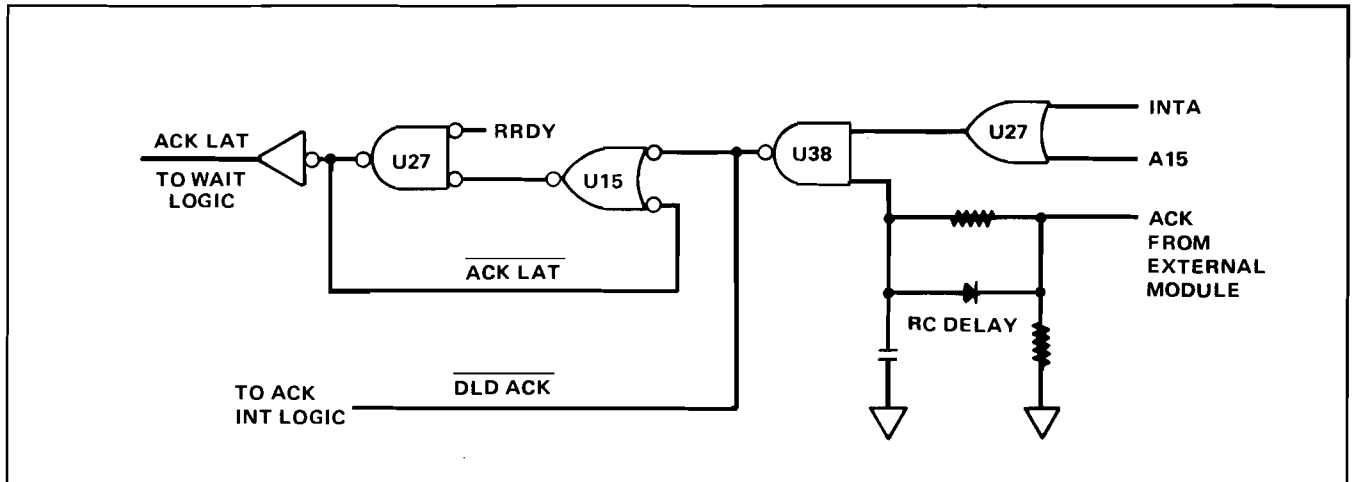 ACK LAT
TO WAIT
LOGIC
U27
RRDY
U15
U38
U27
INTA
A15
ACK
FROM
EXTERNAL
MODULE
ACK LAT
RC DELAY
TO ACK
INT LOGIC
DLD ACK